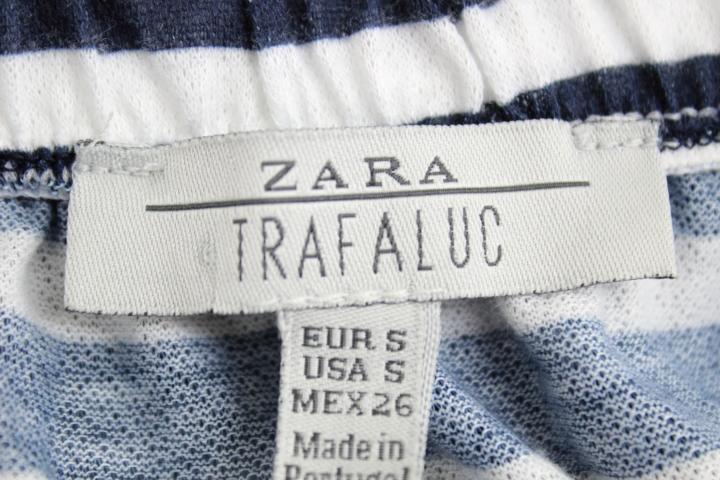 ZARA
TRAFALUC
EUR S
USA S
MEX 26
Made in
Portugal